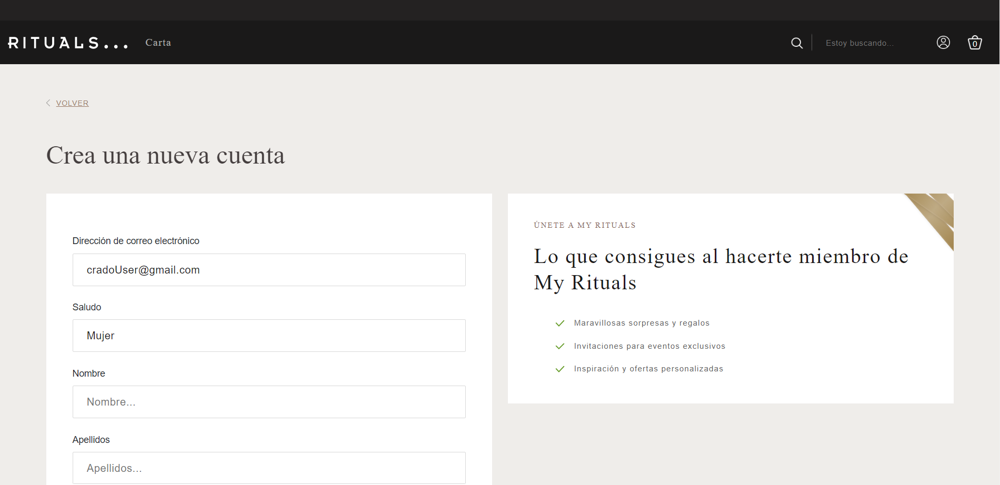 RITUALS...
Carta
Estoy buscando...
0
VOLVER
Crea una nueva cuenta
Dirección de correo electrónico
cradoUser@gmail.com
Saludo
Mujer
Nombre
Nombre...
Apellidos
Apellidos...
ÚNETE A MY RITUALS
Lo que consigues al hacerte miembro de
My Rituals
Maravillosas sorpresas y regalos
Invitaciones para eventos exclusivos
Inspiración y ofertas personalizadas